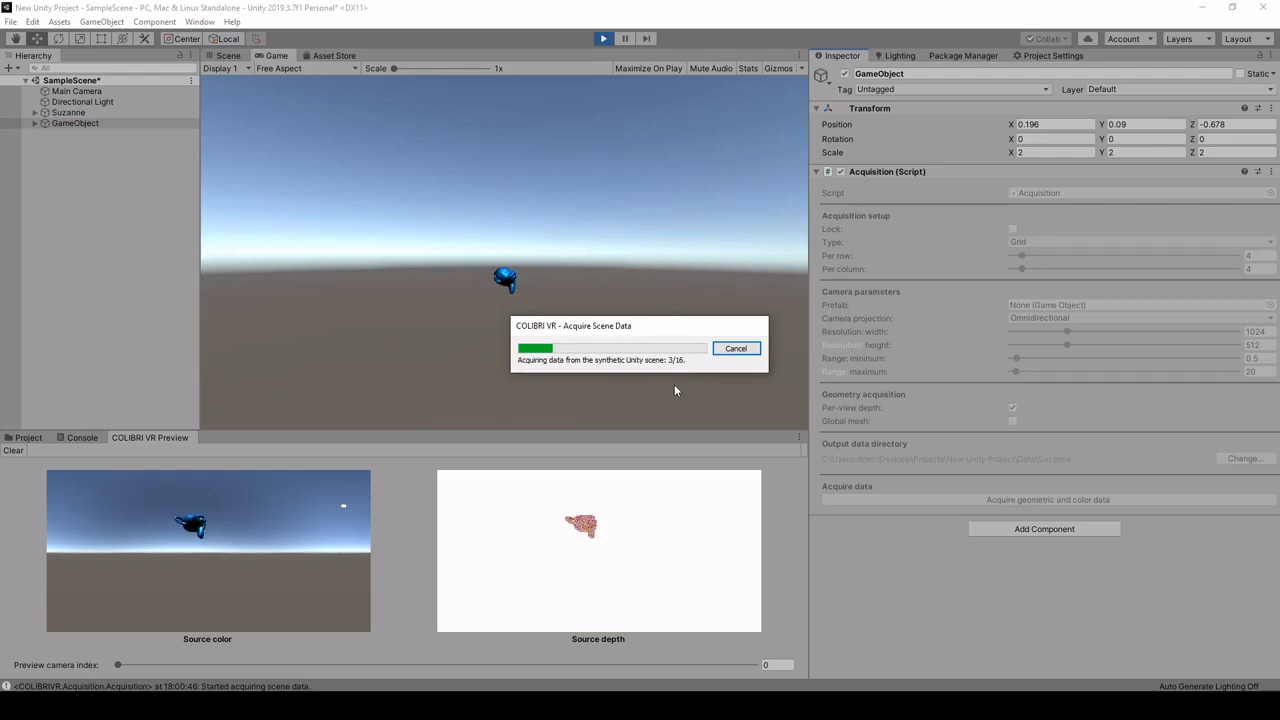 New Unity Project - SampleScene - PC, Mac & Linux Standalone - Unity 2019.3.7f1 Personal* <DX11>
File Edit Assets GameObject Component Window Help
Center Local Collab Account Layers Layout
Hierarchy Scene Game Asset Store Inspector Lighting Package Manager Project Settings
All Display 1 Free Aspect Scale 1x Maximize On Play Mute Audio Stats Gizmos
GameObject Static
SampleScene*
Tag Untagged Layer Default
Main Camera
Directional Light
Suzanne
GameObject
Transform
Position X 0.196 Y 0.09 Z -0.678
Rotation X 0 Y 0 Z 0
Scale X 2 Y 2 Z 2
Acquisition (Script)
Script Acquisition
Acquisition setup
Lock:
Type: Grid
Per row: 4
Per column: 4
Camera parameters
Prefab: None (Game Object)
Camera projection: Omnidirectional
Resolution: width: 1024
Resolution: height: 512
Range: minimum: 0.5
Range: maximum: 20
Geometry acquisition
Per-view depth:
Global mesh:
Output data directory
Change...
Acquire data
Acquire geometric and color data
Add Component
COLIBRI VR - Acquire Scene Data
Cancel
Acquiring data from the synthetic Unity scene: 3/16.
Project Console COLIBRI VR Preview
Clear
Source color Source depth
Preview camera index: 0
<COLIBRIVR.Acquisition.Acquisition> at 18:00:46: Started acquiring scene data.
Auto Generate Lighting Off